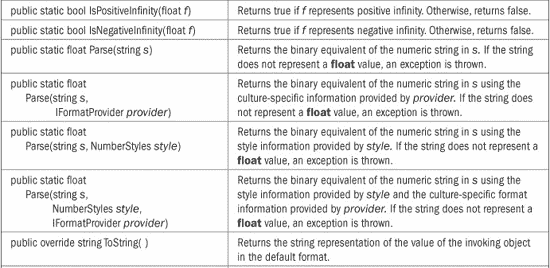 public static bool IsPositiveInfinity(float f)
Returns true if f represents positive infinity. Otherwise, returns false.
public static bool IsNegativeInfinity(float f)
Returns true if f represents negative infinity. Otherwise, returns false.
public static float Parse(string s)
Returns the binary equivalent of the numeric string in s. If the string
does not represent a float value, an exception is thrown.
public static float
Parse(string s,
IFormatProvider provider)
Returns the binary equivalent of the numeric string in s using the
culture-specific information provided by provider. If the string does
not represent a float value, an exception is thrown.
public static float
Parse(string s, NumberStyles style)
Returns the binary equivalent of the numeric string in s using the
style information provided by style. If the string does not represent a
float value, an exception is thrown.
public static float
Parse(string s,
NumberStyles style,
IFormatProvider provider)
Returns the binary equivalent of the numeric string in s using the
style information provided by style and the culture-specific format
information provided by provider. If the string does not represent a
float value, an exception is thrown.
public override string ToString( )
Returns the string representation of the value of the invoking object
in the default format.